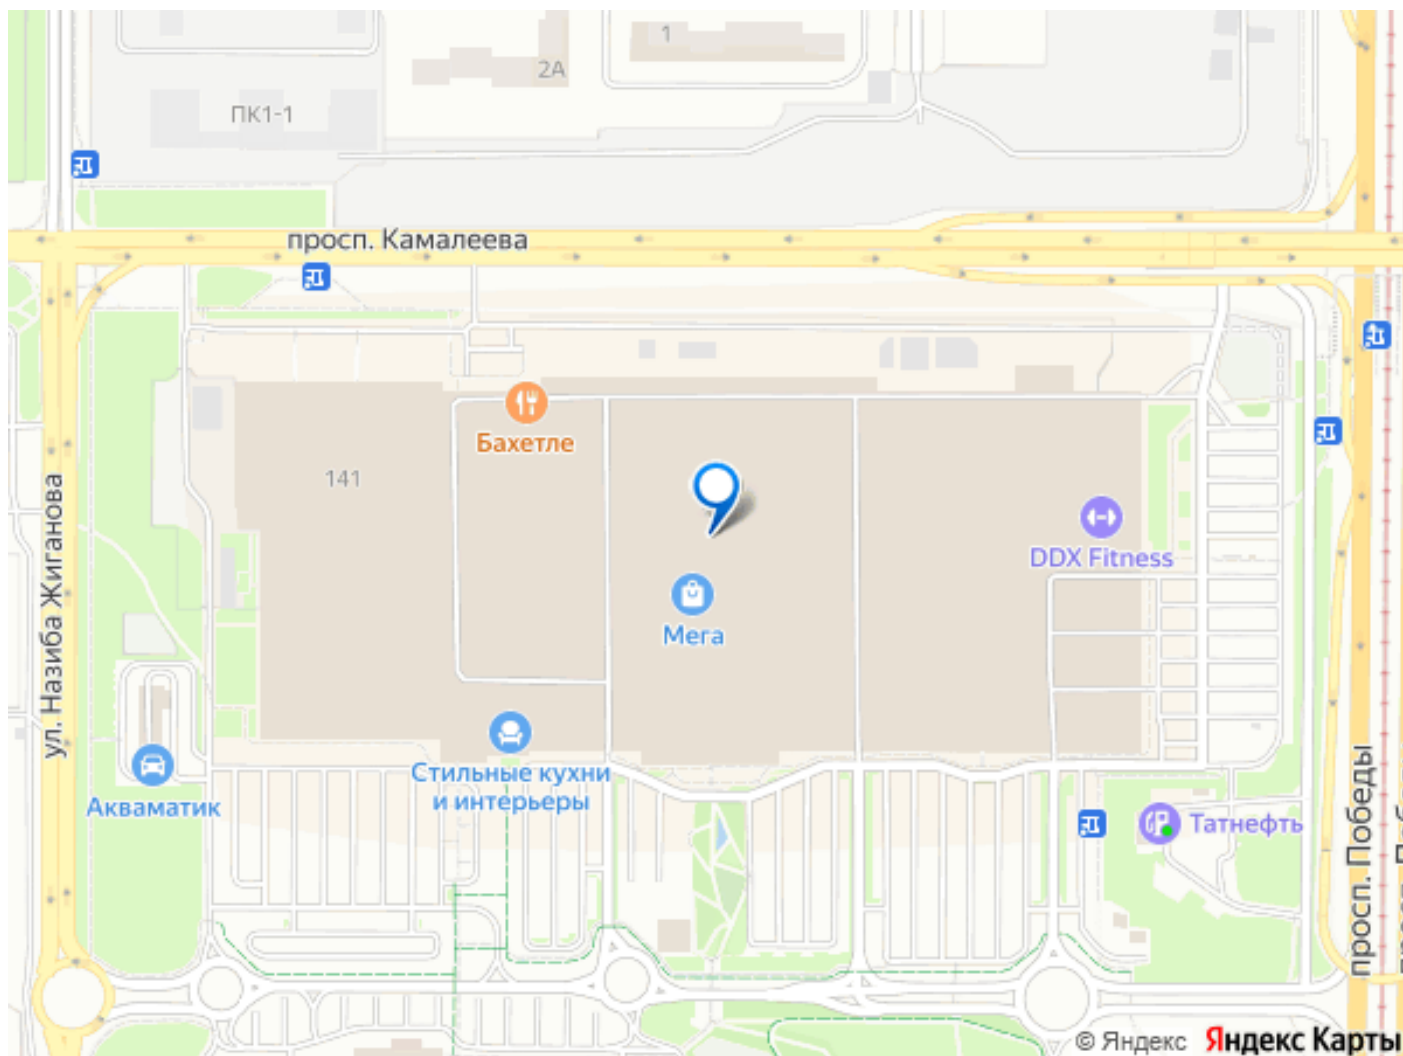 1
2А
ПК1-1
просп. Камалеева
Бахетле
141
ул. Назиба Жиганова
DDX Fitness
Мега
Стильные кухни
и интерьеры
Акваматик
Татнефть
просп. Победы
© Яндекс Яндекс Карты